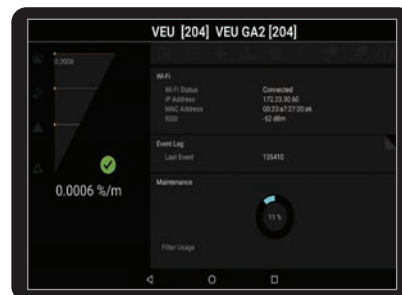 VEU [204] VEU GA2 [204]
0.2000
Wi-Fi
Wi-Fi Status Connected
IP Address 172.23.30.60
MAC Address 00:23:a7:27:20:a6
RSSI -52 dBm
Event Log
Last Event 135410
Maintenance
0.0006 %/m
11 %
Filter Usage